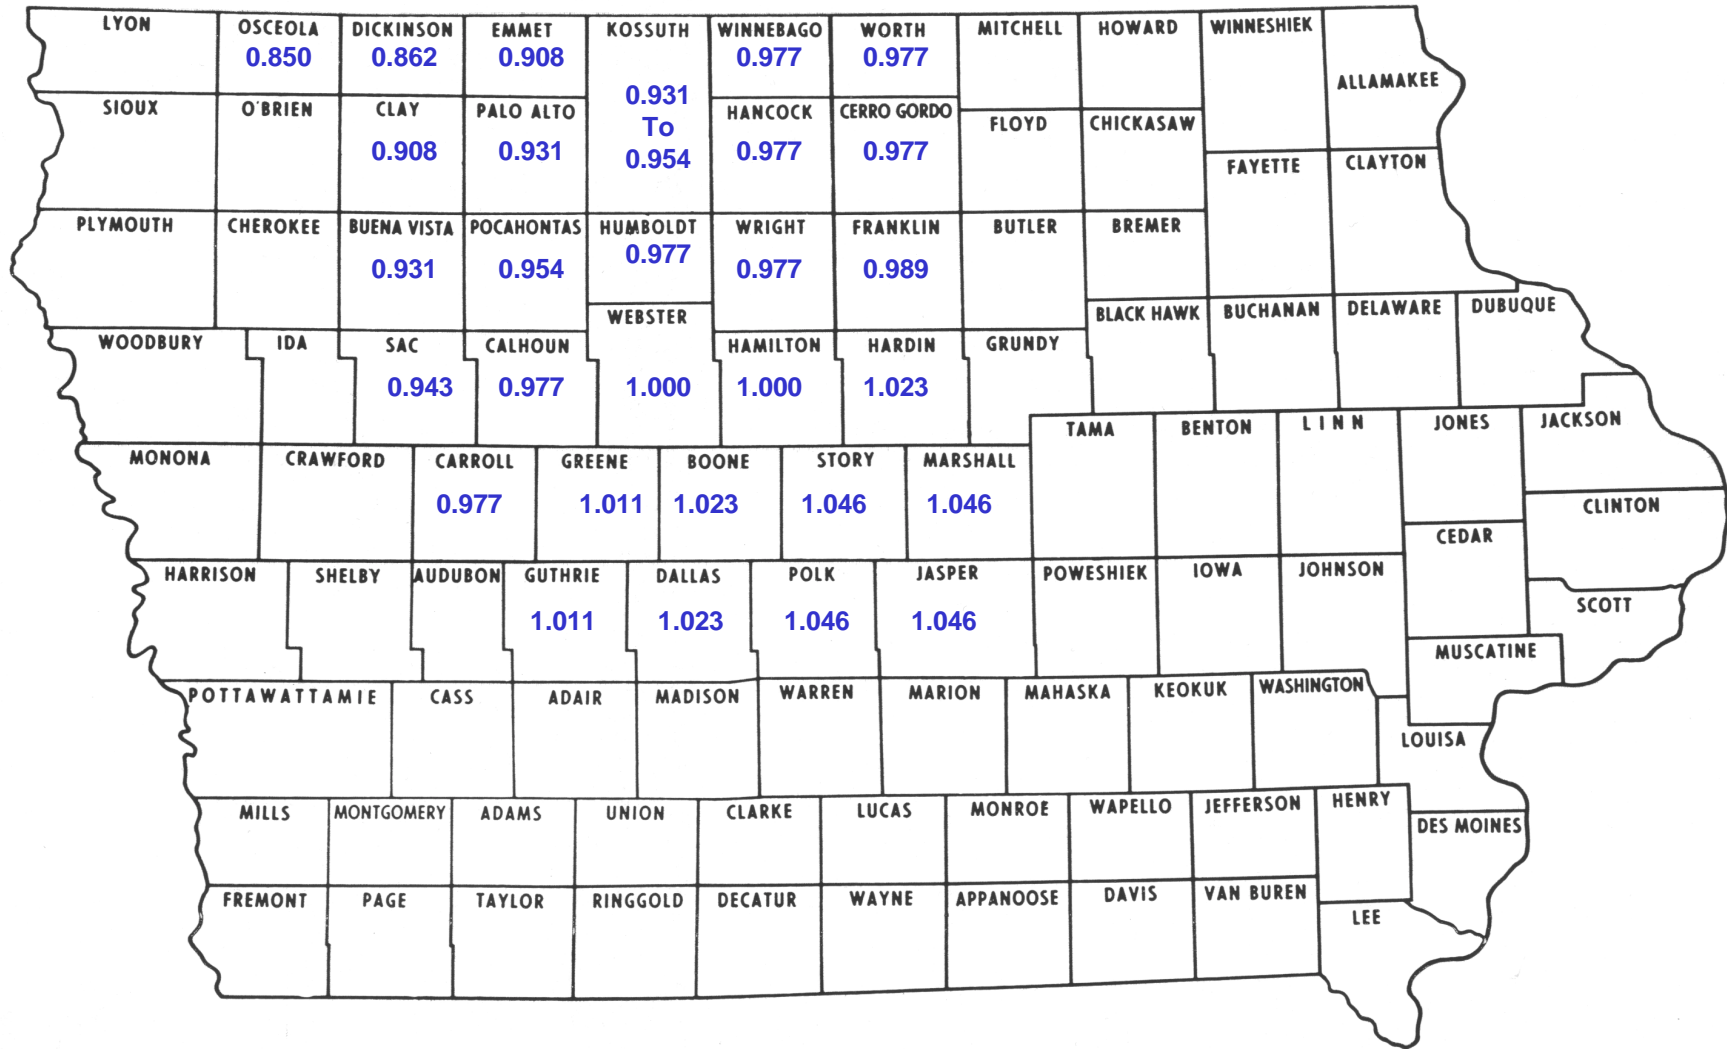 LYON
OSCEOLA
0.850
DICKINSON
0.862
EMMET
0.908
KOSSUTH
0.931
To
0.954
WINNEBAGO
0.977
WORTH
0.977
MITCHELL
HOWARD
WINNESHIEK
ALLAMAKEE
SIOUX
O'BRIEN
CLAY
0.908
PALO ALTO
0.931
HANCOCK
0.977
CERRO GORDO
0.977
FLOYD
CHICKASAW
FAYETTE
CLAYTON
PLYMOUTH
CHEROKEE
BUENA VISTA
0.931
POCAHONTAS
0.954
HUMBOLDT
0.977
WRIGHT
0.977
FRANKLIN
0.989
BUTLER
BREMER
BLACK HAWK
BUCHANAN
DELAWARE
DUBUQUE
WOODBURY
IDA
SAC
0.943
CALHOUN
0.977
WEBSTER
1.000
HAMILTON
1.000
HARDIN
1.023
GRUNDY
TAMA
BENTON
LINN
JONES
JACKSON
MONONA
CRAWFORD
CARROLL
0.977
GREENE
1.011
BOONE
1.023
STORY
1.046
MARSHALL
1.046
CLINTON
CEDAR
HARRISON
SHELBY
AUDUBON
GUTHRIE
1.011
DALLAS
1.023
POLK
1.046
JASPER
1.046
POWESHIEK
IOWA
JOHNSON
SCOTT
MUSCATINE
POTTAWATTAMIE
CASS
ADAIR
MADISON
WARREN
MARION
MAHASKA
KEOKUK
WASHINGTON
LOUISA
MILLS
MONTGOMERY
ADAMS
UNION
CLARKE
LUCAS
MONROE
WAPELLO
JEFFERSON
HENRY
DES MOINES
FREMONT
PAGE
TAYLOR
RINGGOLD
DECATUR
WAYNE
APPANOOSE
DAVIS
VAN BUREN
LEE